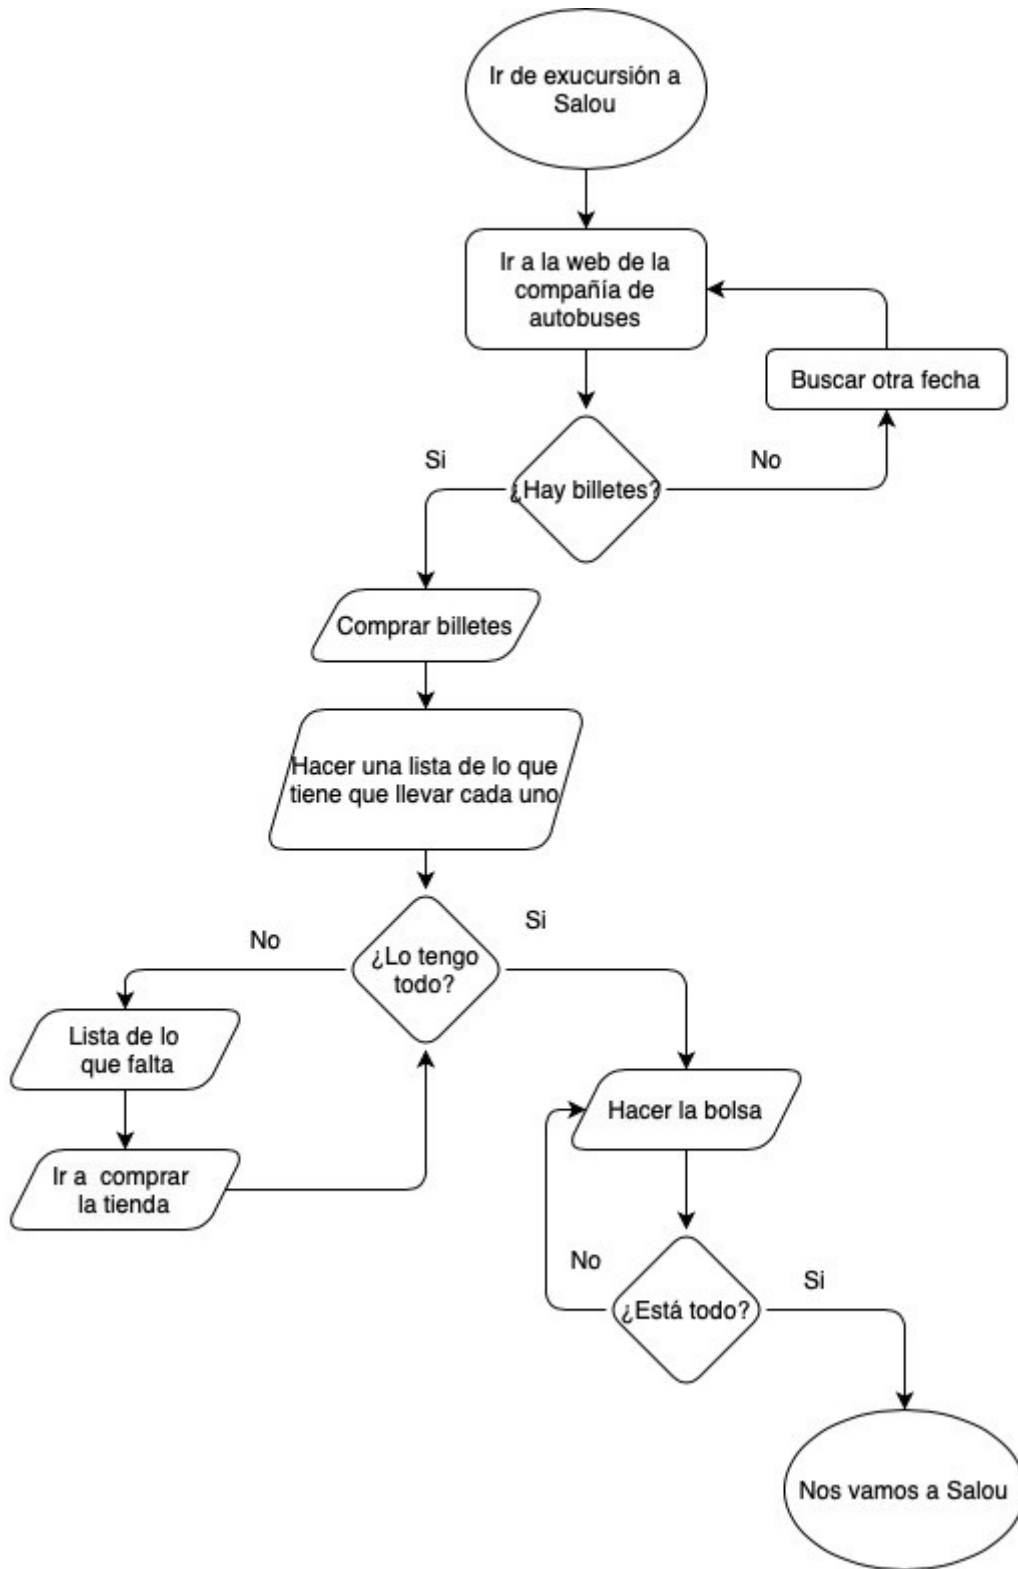 Ir de exucursión a
Salou
Ir a la web de la
compañía de
autobuses
Buscar otra fecha
Si
No
¿Hay billetes?
Comprar billetes
Hacer una lista de lo que
tiene que llevar cada uno
No
Si
¿Lo tengo
todo?
Lista de lo
que falta
Ir a  comprar
la tienda
Hacer la bolsa
No
Si
¿Está todo?
Nos vamos a Salou